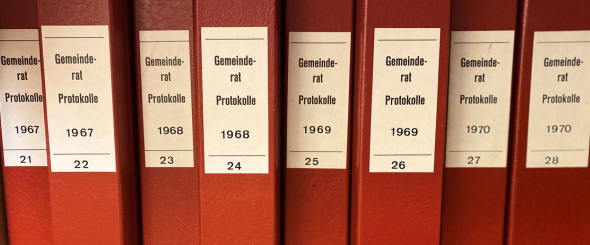 Gemeinde-
rat
Protokolle
1967
21
Gemeinde-
rat
Protokolle
1967
22
Gemeinde-
rat
Protokolle
1968
23
Gemeinde-
rat
Protokolle
1968
24
Gemeinde-
rat
Protokolle
1969
25
Gemeinde-
rat
Protokolle
1969
26
Gemeinde-
rat
Protokolle
1970
27
Gemeinde-
rat
Protokolle
1970
28